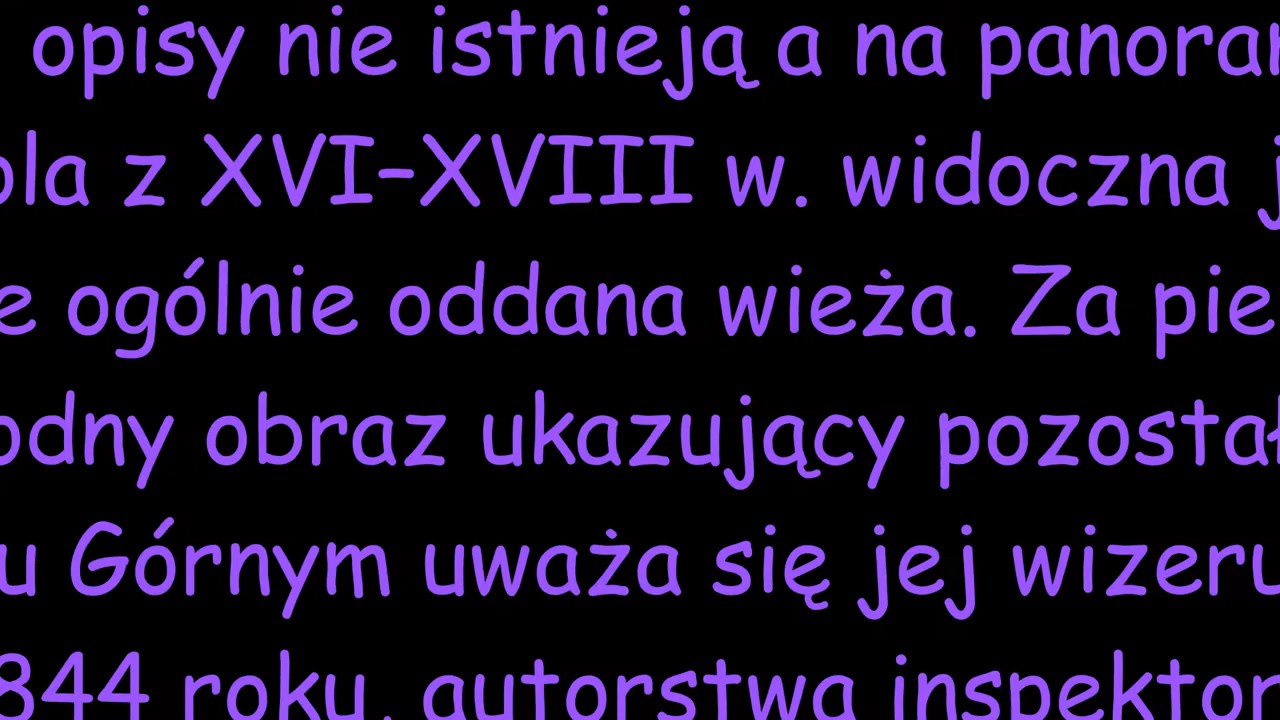 opisy nie istnieją a na
z XVI–XVIII w. widoczna
ogólnie oddana wieża. Za
obraz ukazujący
Górnym uważa się jej
844 roku, autorstwa